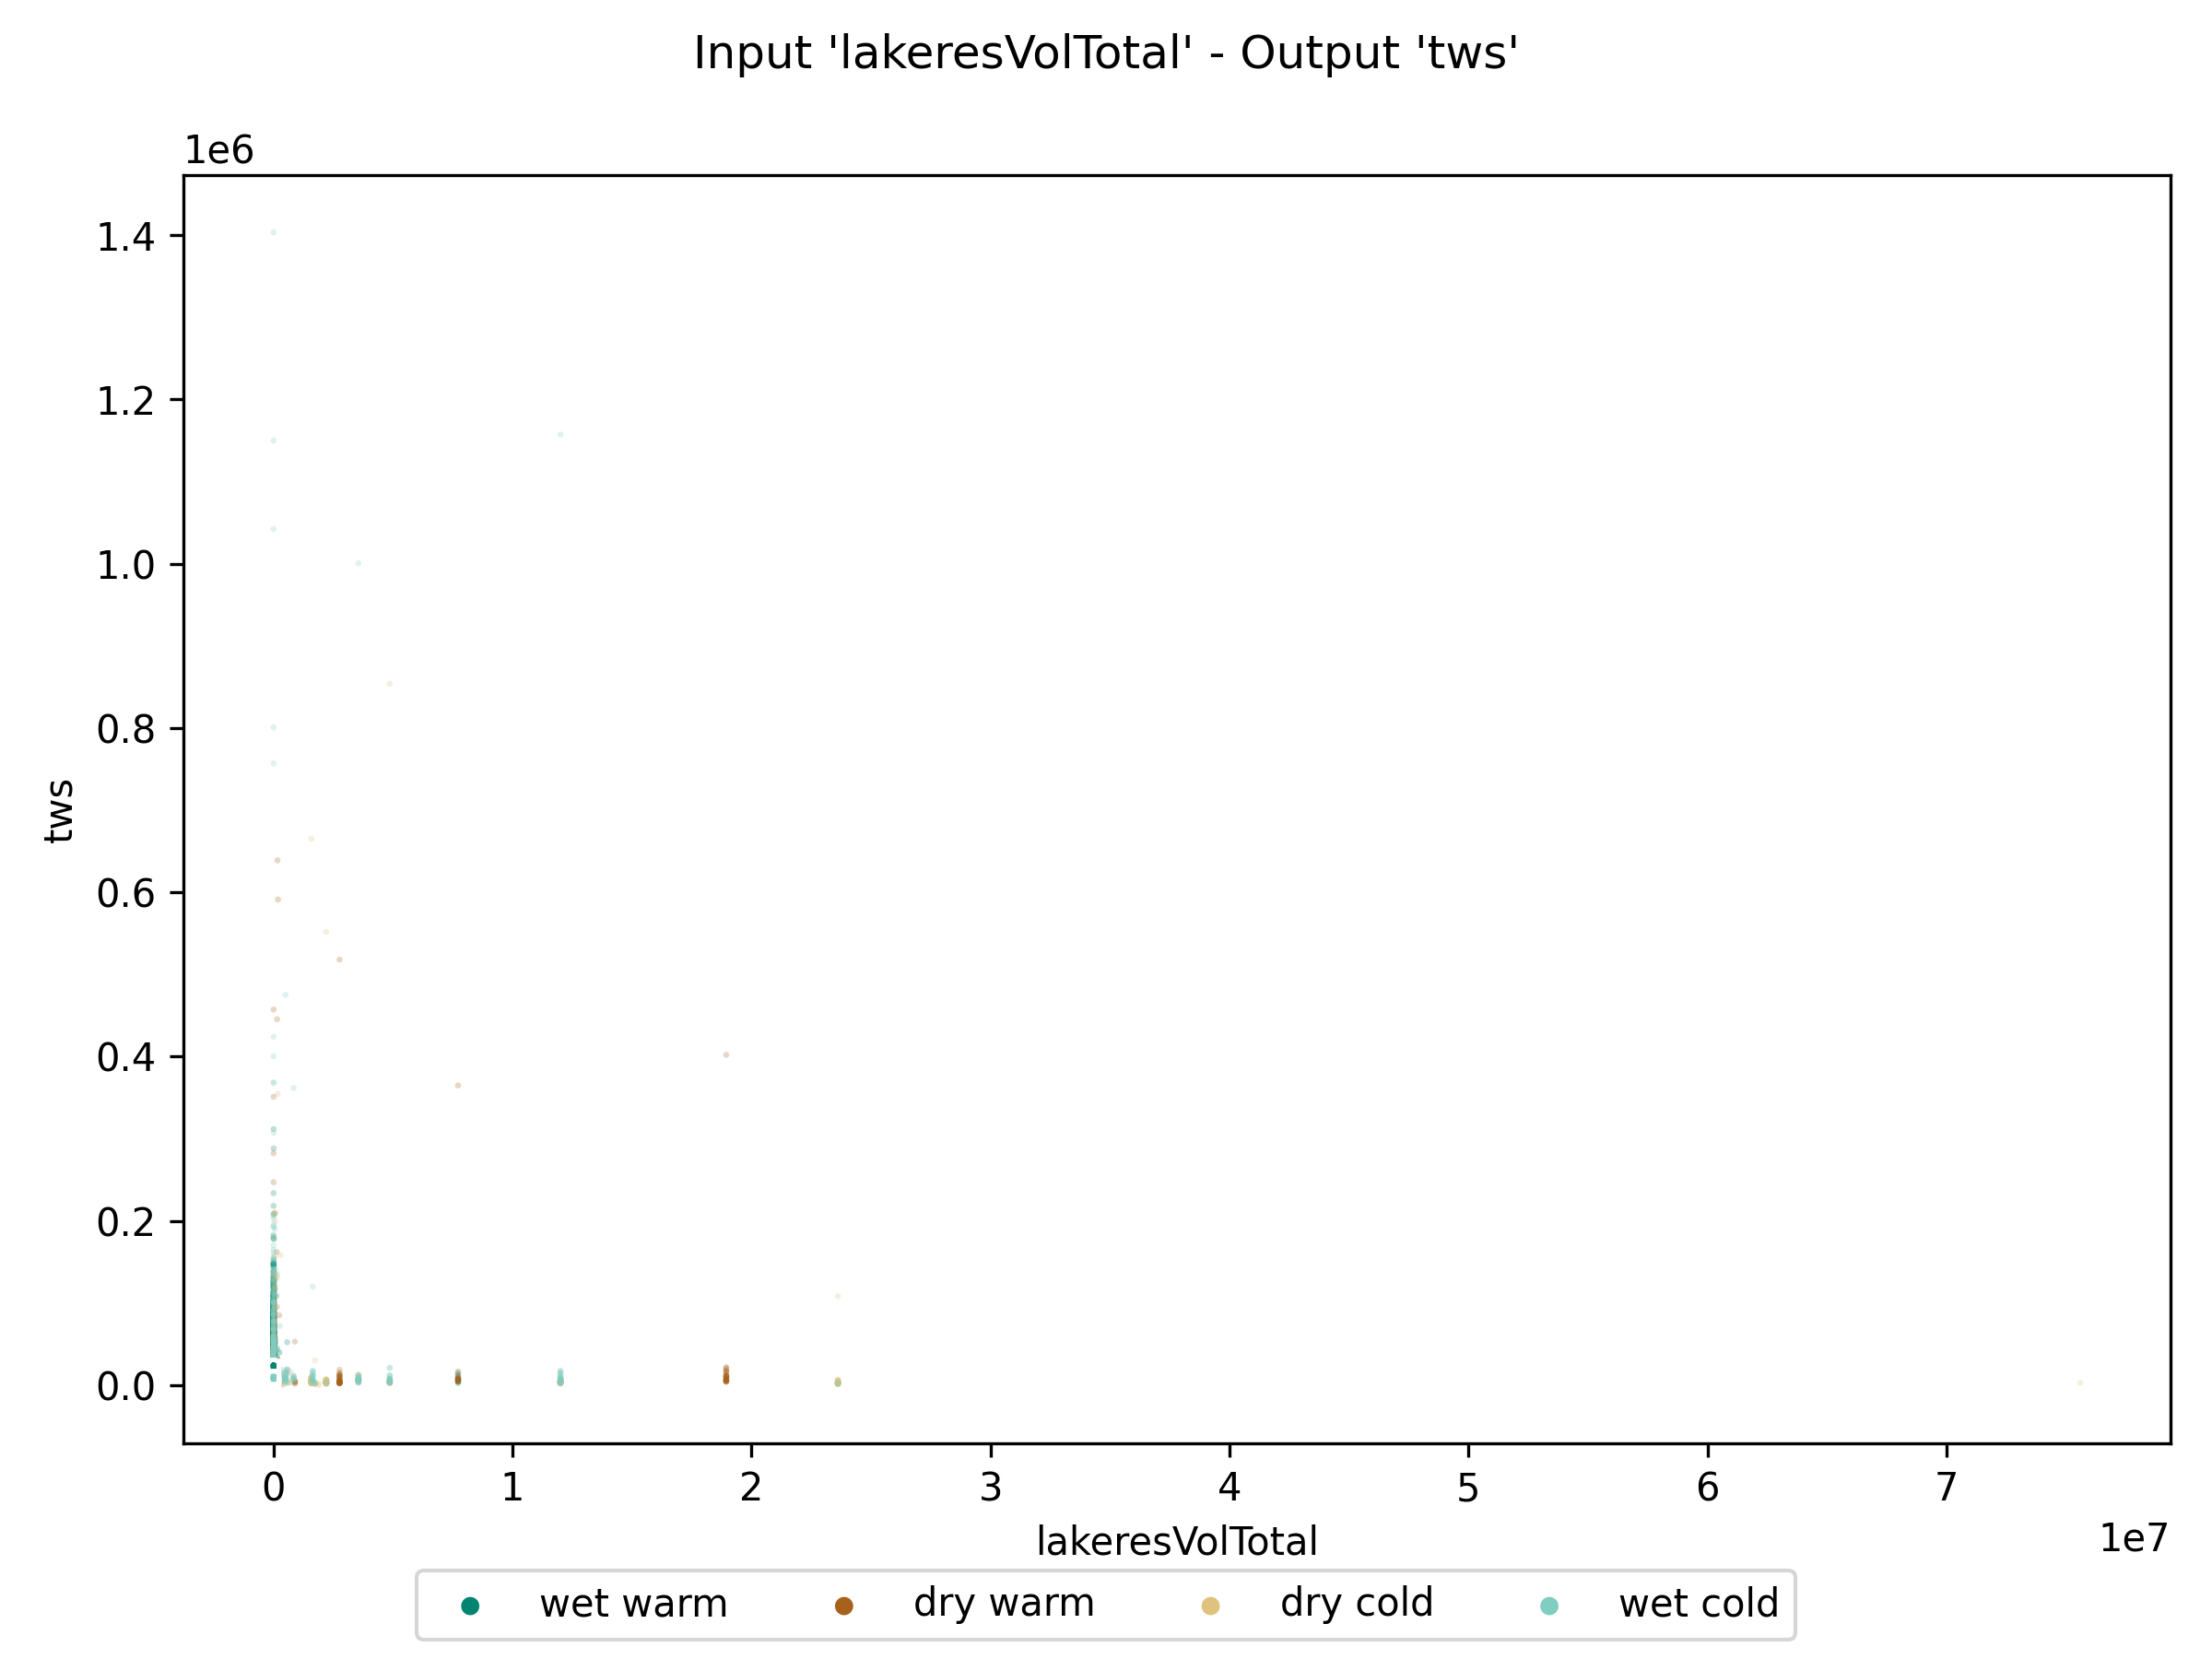 Input 'lakeresVolTotal' - Output 'tws'
1e6
1.4
1.2
1.0
0.8
0.6
0.4
0.2
0.0
tws
0 1 2 3 4 5 6 7
1e7
lakeresVolTotal
wet warm dry warm dry cold wet cold